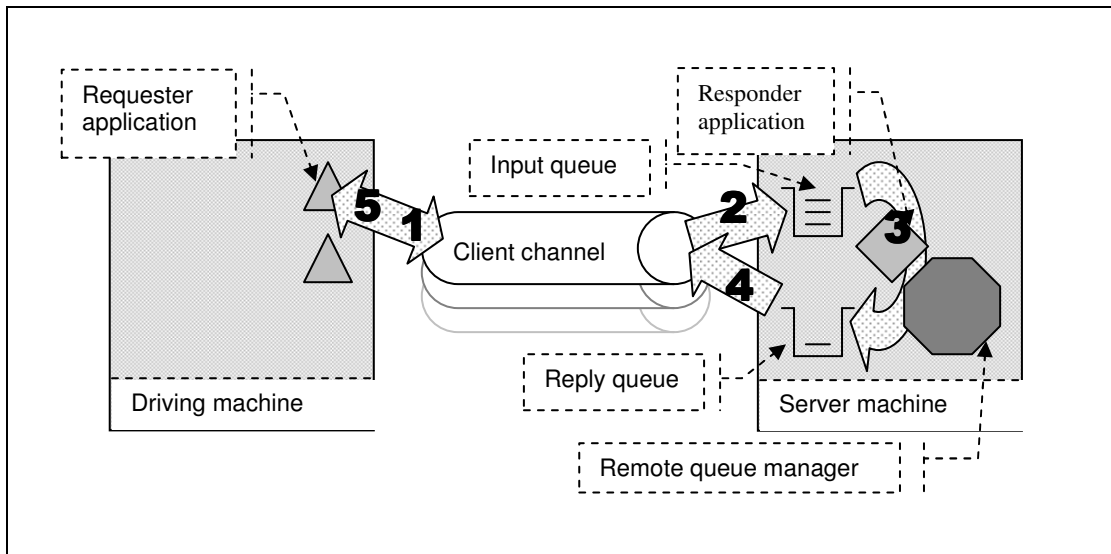 Requester
application
Responder
application
Input queue
5
1
Client channel
2
3
4
Reply queue
Driving machine
Server machine
Remote queue manager